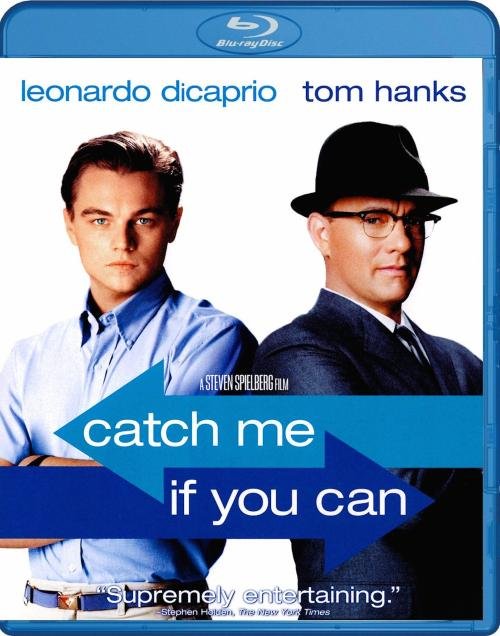 Blu-ray Disc
leonardo dicaprio tom hanks
A STEVEN SPIELBERG FILM
catch me
if you can
"Supremely entertaining."
–Stephen Holden, The New York Times